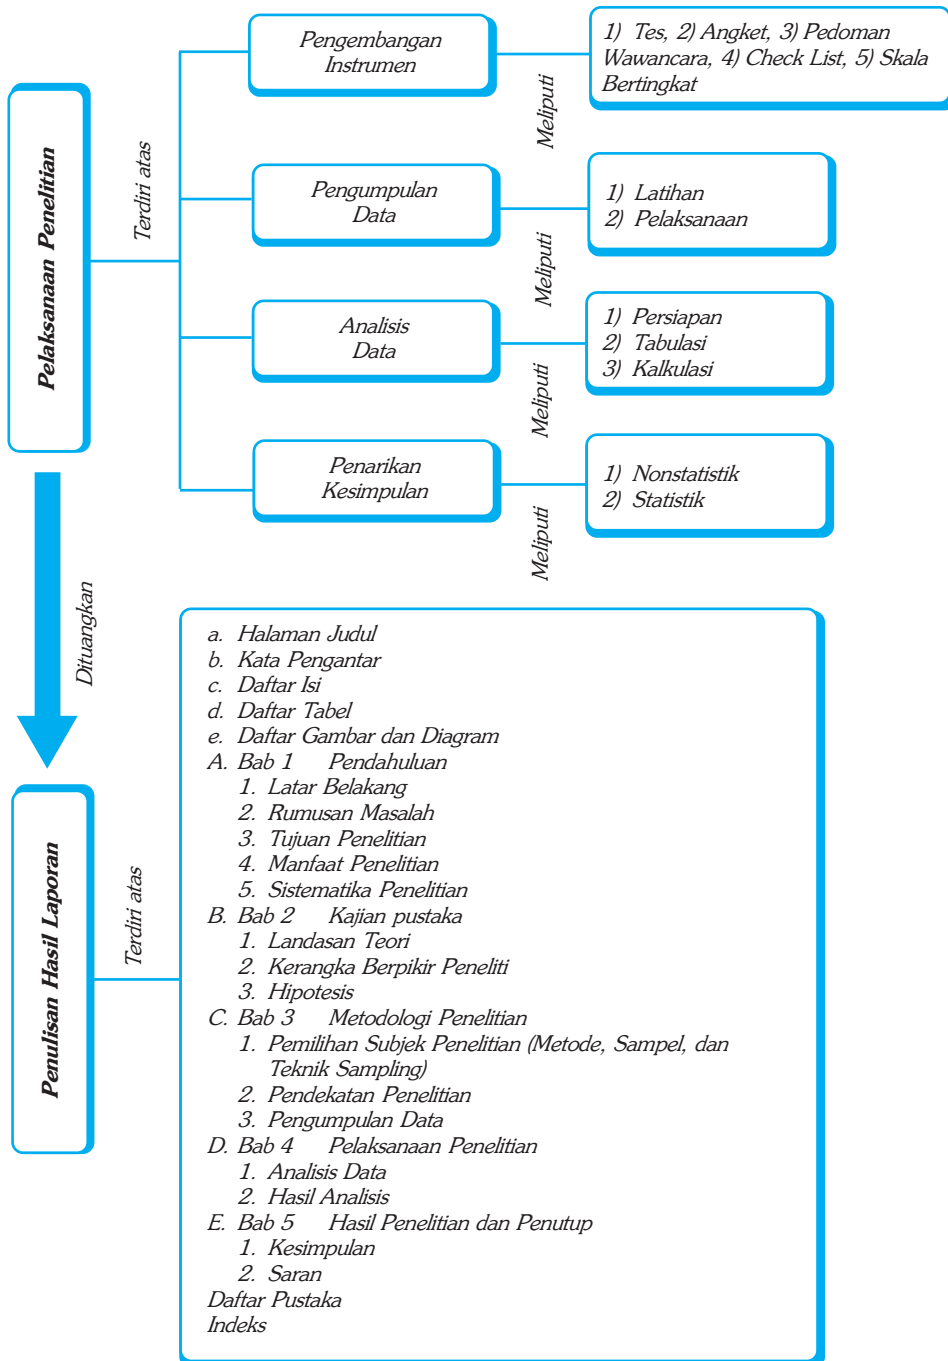 Pelaksanaan Penelitian
Terdiri atas
Pengembangan
Instrumen
Meliputi
1) Tes, 2) Angket, 3) Pedoman
Wawancara, 4) Check List, 5) Skala
Bertingkat
Pengumpulan
Data
Meliputi
1) Latihan
2) Pelaksanaan
Analisis
Data
Meliputi
1) Persiapan
2) Tabulasi
3) Kalkulasi
Penarikan
Kesimpulan
Meliputi
1) Nonstatistik
2) Statistik
Dituangkan
Penulisan Hasil Laporan
Terdiri atas
a. Halaman Judul
b. Kata Pengantar
c. Daftar Isi
d. Daftar Tabel
e. Daftar Gambar dan Diagram
A. Bab 1 Pendahuluan
1. Latar Belakang
2. Rumusan Masalah
3. Tujuan Penelitian
4. Manfaat Penelitian
5. Sistematika Penelitian
B. Bab 2 Kajian pustaka
1. Landasan Teori
2. Kerangka Berpikir Peneliti
3. Hipotesis
C. Bab 3 Metodologi Penelitian
1. Pemilihan Subjek Penelitian (Metode, Sampel, dan
Teknik Sampling)
2. Pendekatan Penelitian
3. Pengumpulan Data
D. Bab 4 Pelaksanaan Penelitian
1. Analisis Data
2. Hasil Analisis
E. Bab 5 Hasil Penelitian dan Penutup
1. Kesimpulan
2. Saran
Daftar Pustaka
Indeks